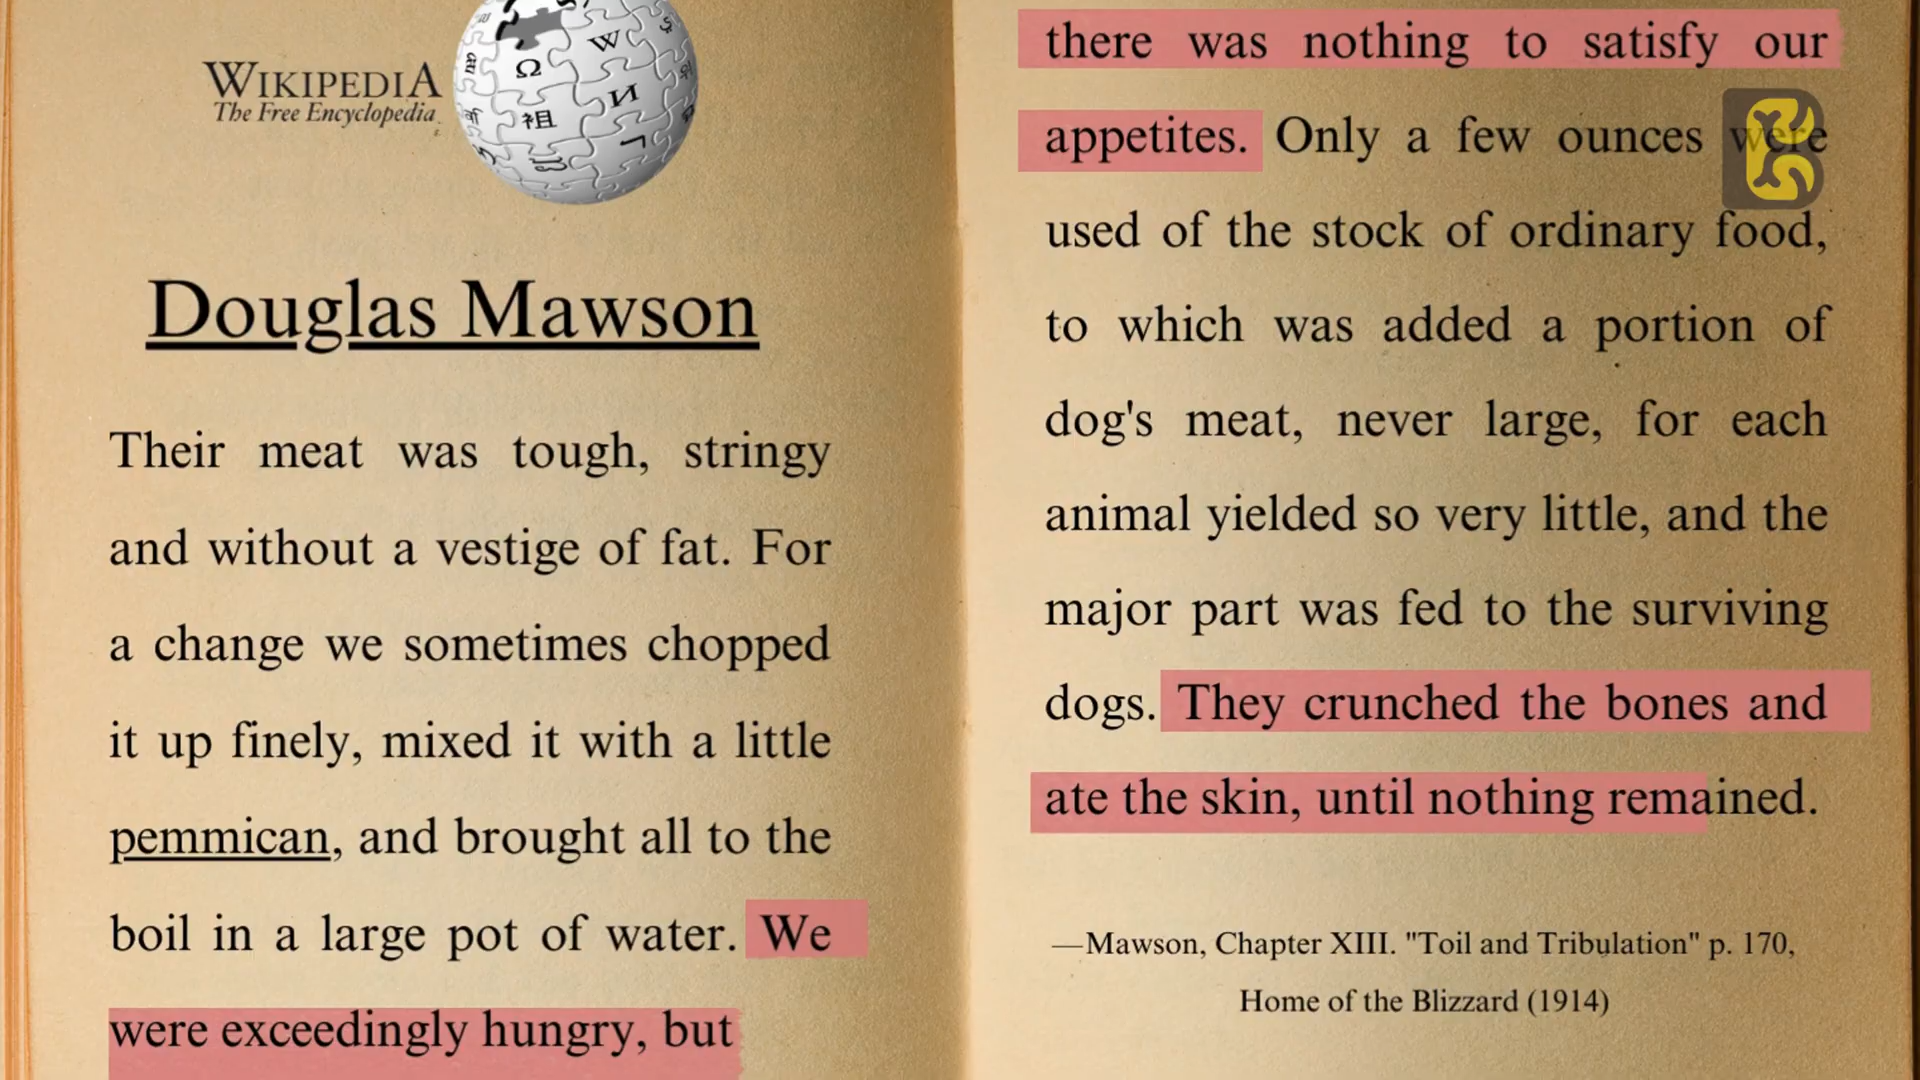 WIKIPEDIA
The Free Encyclopedia
Douglas Mawson
Their meat was tough, stringy
and without a vestige of fat. For
a change we sometimes chopped
it up finely, mixed it with a little
pemmican, and brought all to the
boil in a large pot of water. We
were exceedingly hungry, but
there was nothing to satisfy our
appetites. Only a few ounces were
used of the stock of ordinary food,
to which was added a portion of
dog's meat, never large, for each
animal yielded so very little, and the
major part was fed to the surviving
dogs. They crunched the bones and
ate the skin, until nothing remained.
—Mawson, Chapter XIII. "Toil and Tribulation" p. 170,
Home of the Blizzard (1914)